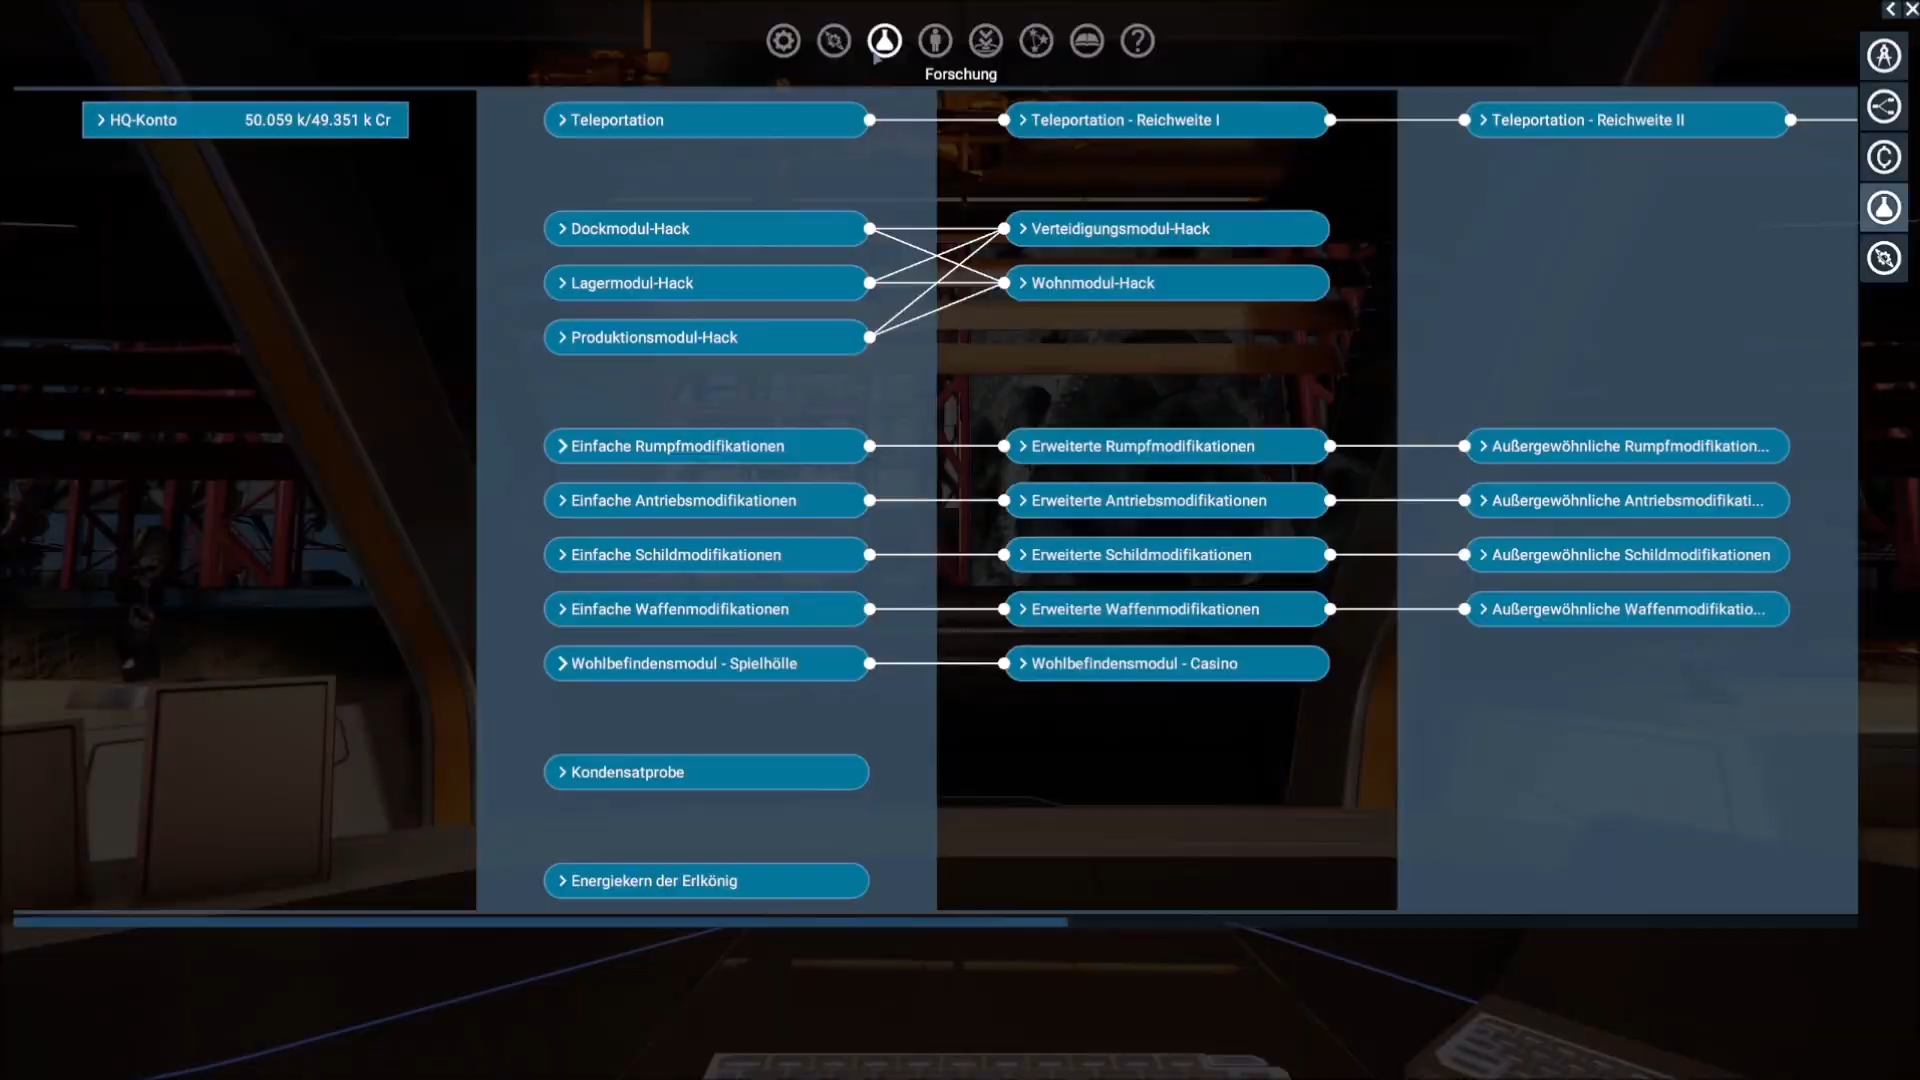 Forschung
HQ-Konto 50.059 k/49.351 k Cr
Teleportation
Teleportation - Reichweite I
Teleportation - Reichweite II
Dockmodul-Hack
Verteidigungsmodul-Hack
Lagermodul-Hack
Wohnmodul-Hack
Produktionsmodul-Hack
Einfache Rumpfmodifikationen
Erweiterte Rumpfmodifikationen
Außergewöhnliche Rumpfmodifikation...
Einfache Antriebsmodifikationen
Erweiterte Antriebsmodifikationen
Außergewöhnliche Antriebsmodifikati...
Einfache Schildmodifikationen
Erweiterte Schildmodifikationen
Außergewöhnliche Schildmodifikationen
Einfache Waffenmodifikationen
Erweiterte Waffenmodifikationen
Außergewöhnliche Waffenmodifikatio...
Wohlbefindensmodul - Spielhölle
Wohlbefindensmodul - Casino
Kondensatprobe
Energiekern der Erlkönig